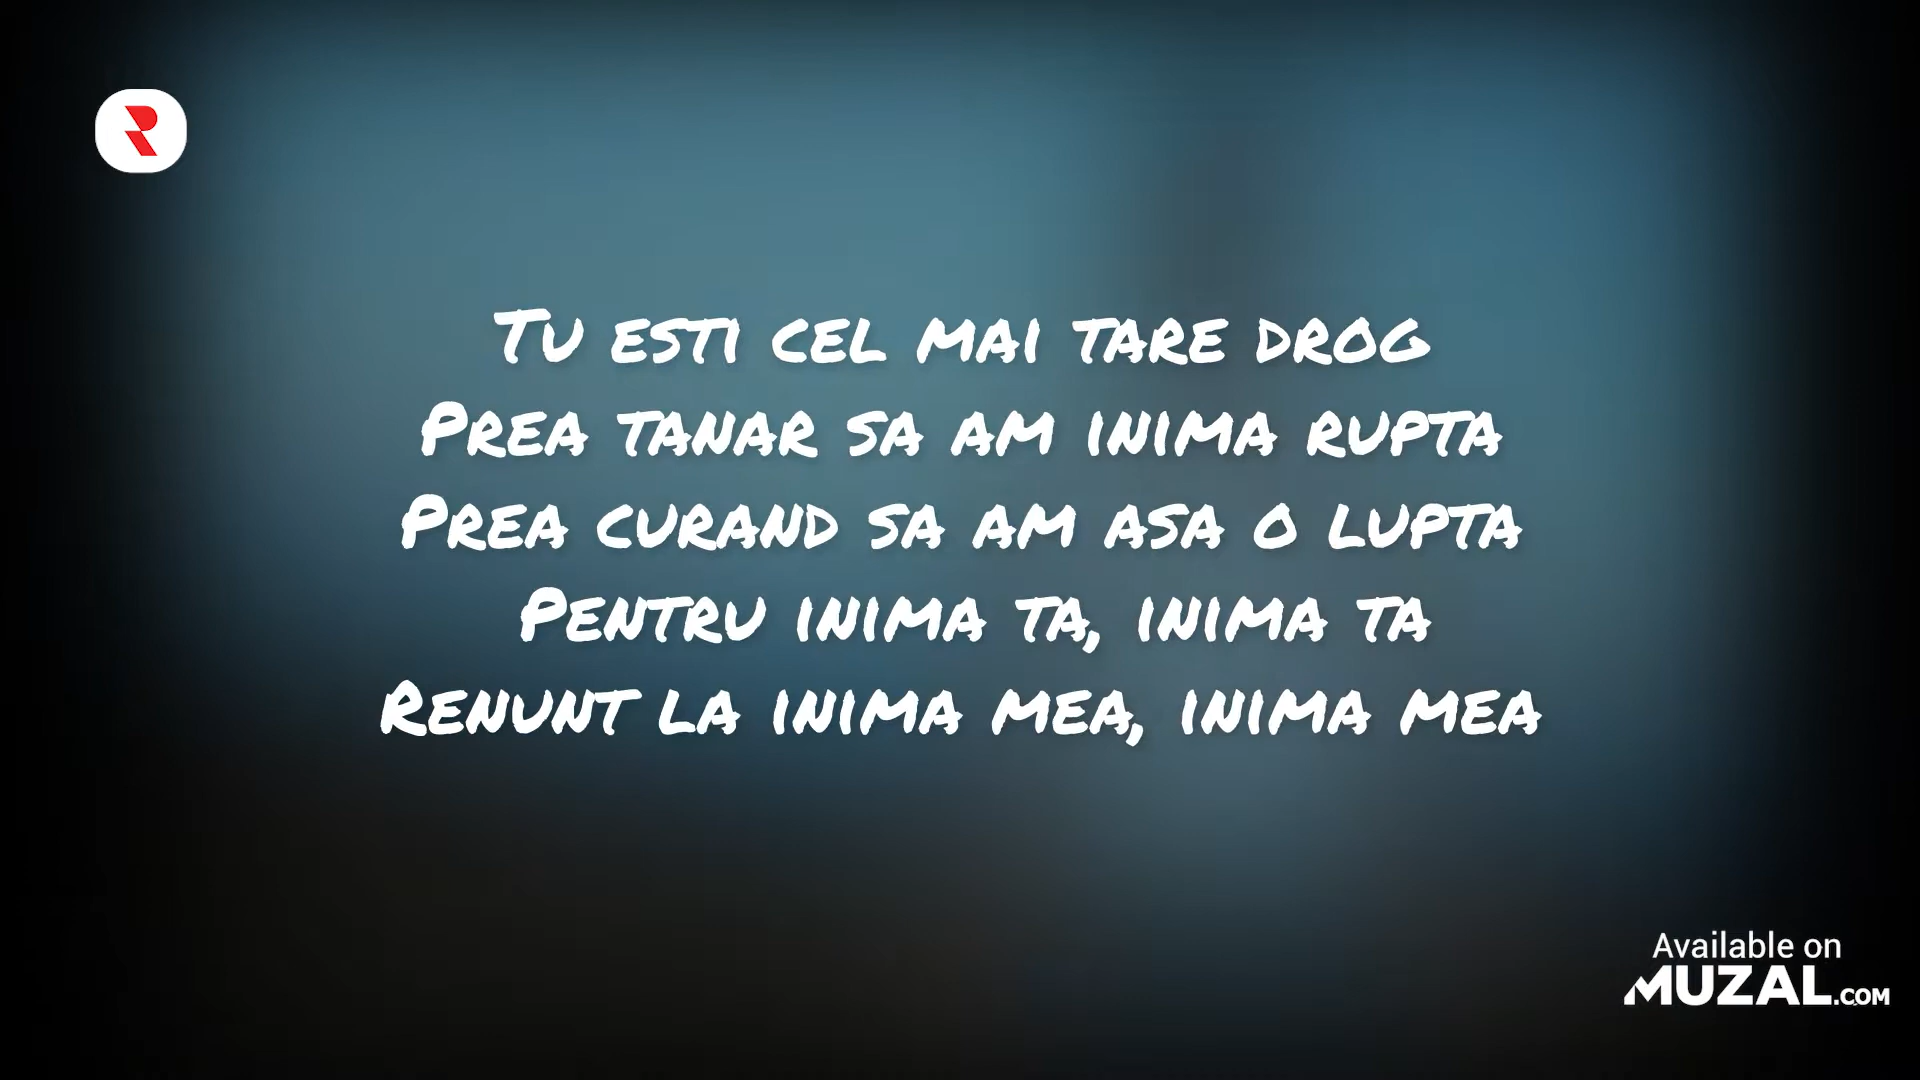 R
Tu esti cel mai tare drog
Prea tanar sa am inima rupta
Prea curand sa am asa o lupta
Pentru inima ta, inima ta
Renunt la inima mea, inima mea
Available on
MUZAL.COM